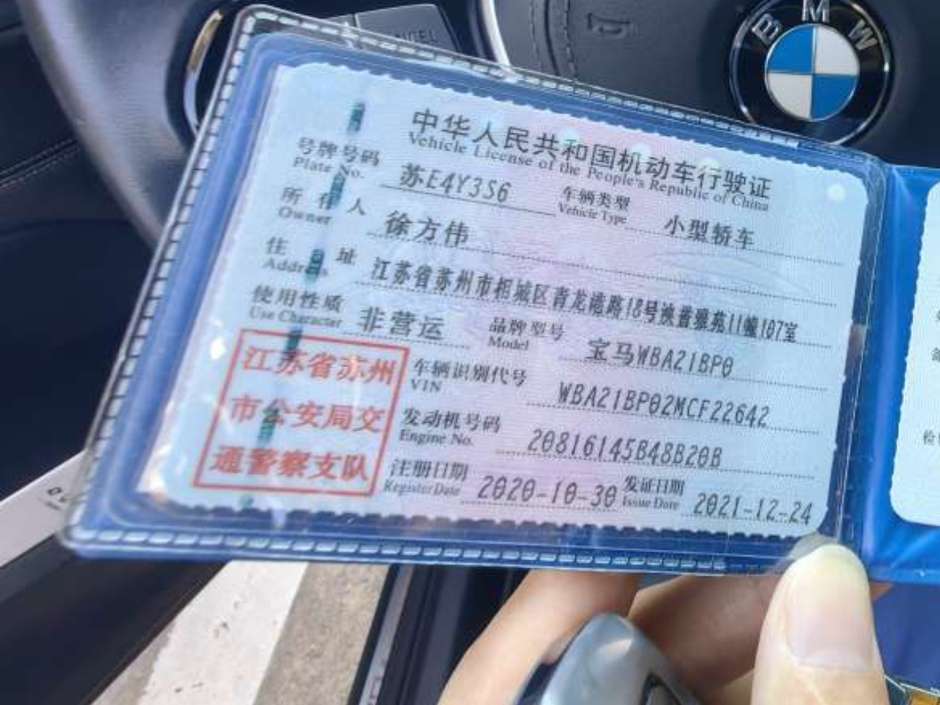 BMW
中华人民共和国机动车行驶证
Vehicle License of the People's Republic of China
号牌号码 苏E4Y3S6 车辆类型 小型轿车
Plate No. Vehicle Type
所有人 徐方伟
Owner
住址 江苏省苏州市相城区青龙港路18号 雅苑11幢107室
Address
使用性质 非营运 品牌型号 宝马WBA21BP0
Use Character Model
江苏省苏州
市公安局交
通警察支队
车辆识别代号 WBA21BP02MCF22642
VIN
发动机号码 20816145B48B20B
Engine No.
注册日期 2020-10-30 发证日期 2021-12-24
Register Date Issue Date